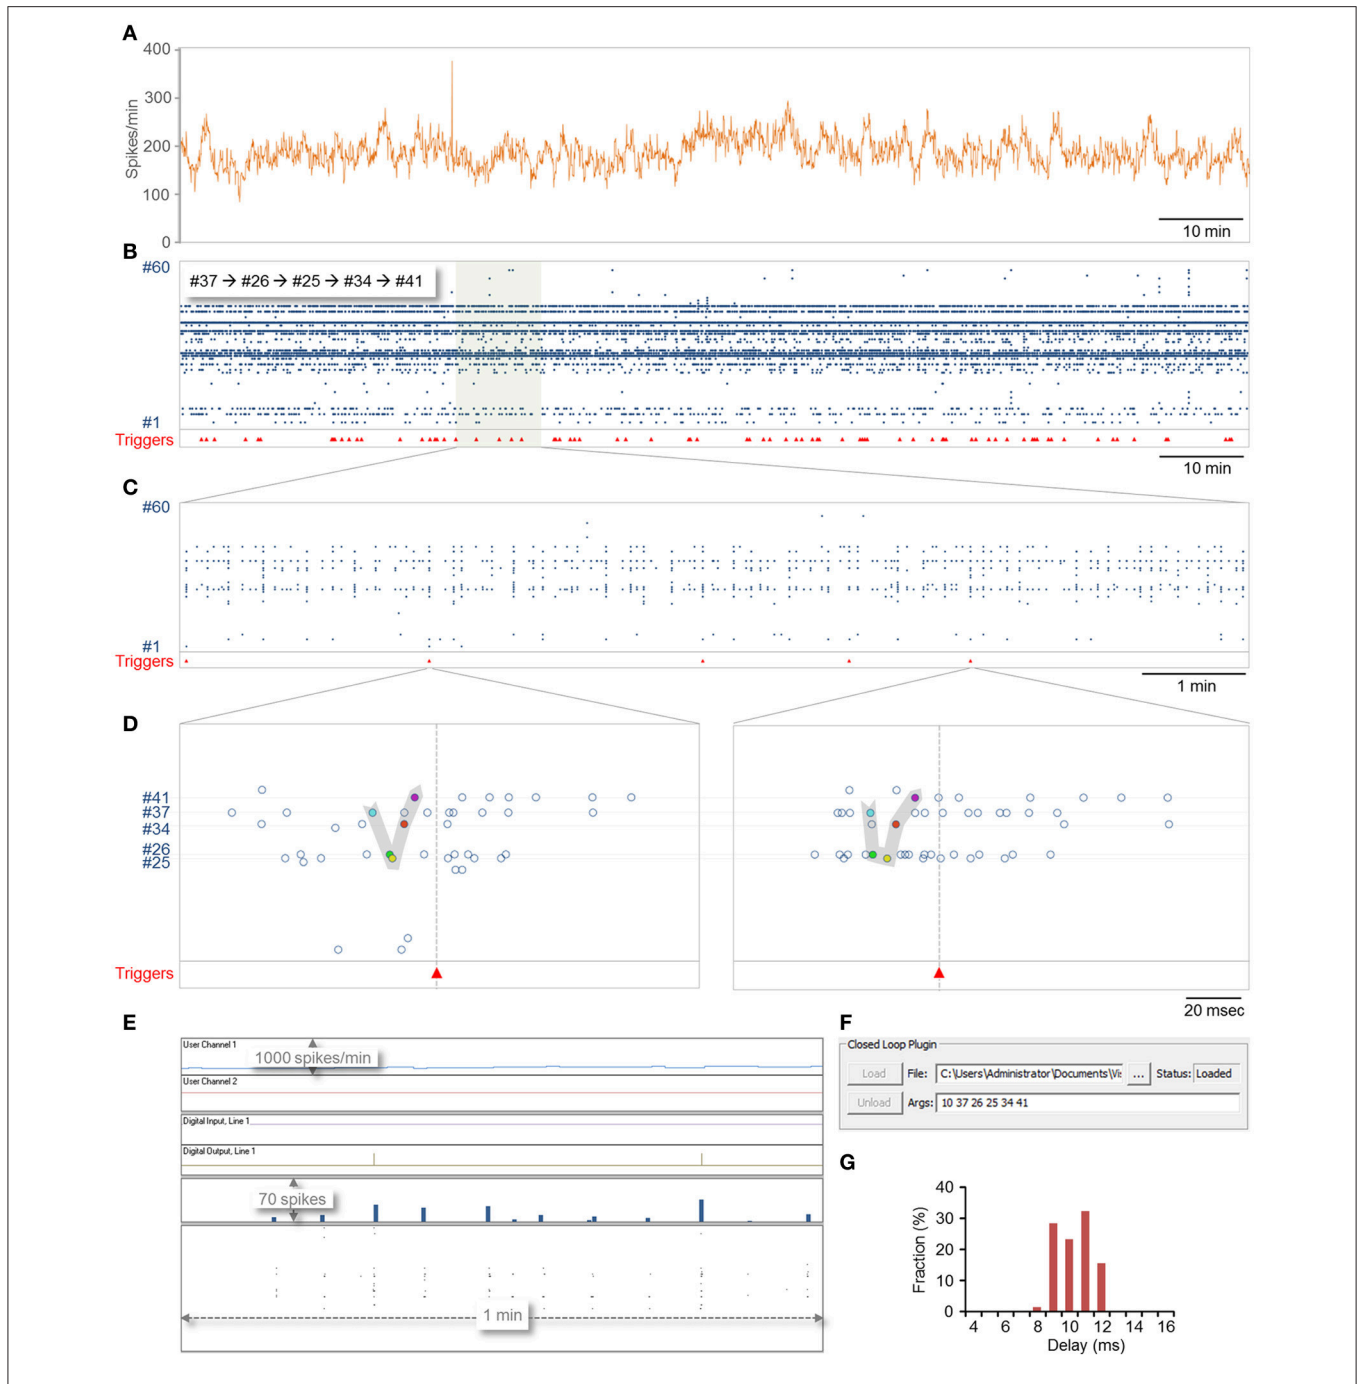 A
400
300
200
100
0
Spikes/min
10 min
B
#60
#37 → #26 → #25 → #34 → #41
#1
Triggers
10 min
C
#60
#1
Triggers
1 min
D
#41
#37
#34
#26
#25
Triggers
20 msec
E
User Channel 1
1000 spikes/min
User Channel 2
Digital Input, Line 1
Digital Output, Line 1
70 spikes
1 min
F
Closed Loop Plugin
Load File: C:\Users\Administrator\Documents\Vis ... Status: Loaded
Unload Args: 10 37 26 25 34 41
G
40
30
20
10
0
Fraction (%)
4 6 8 10 12 14 16
Delay (ms)